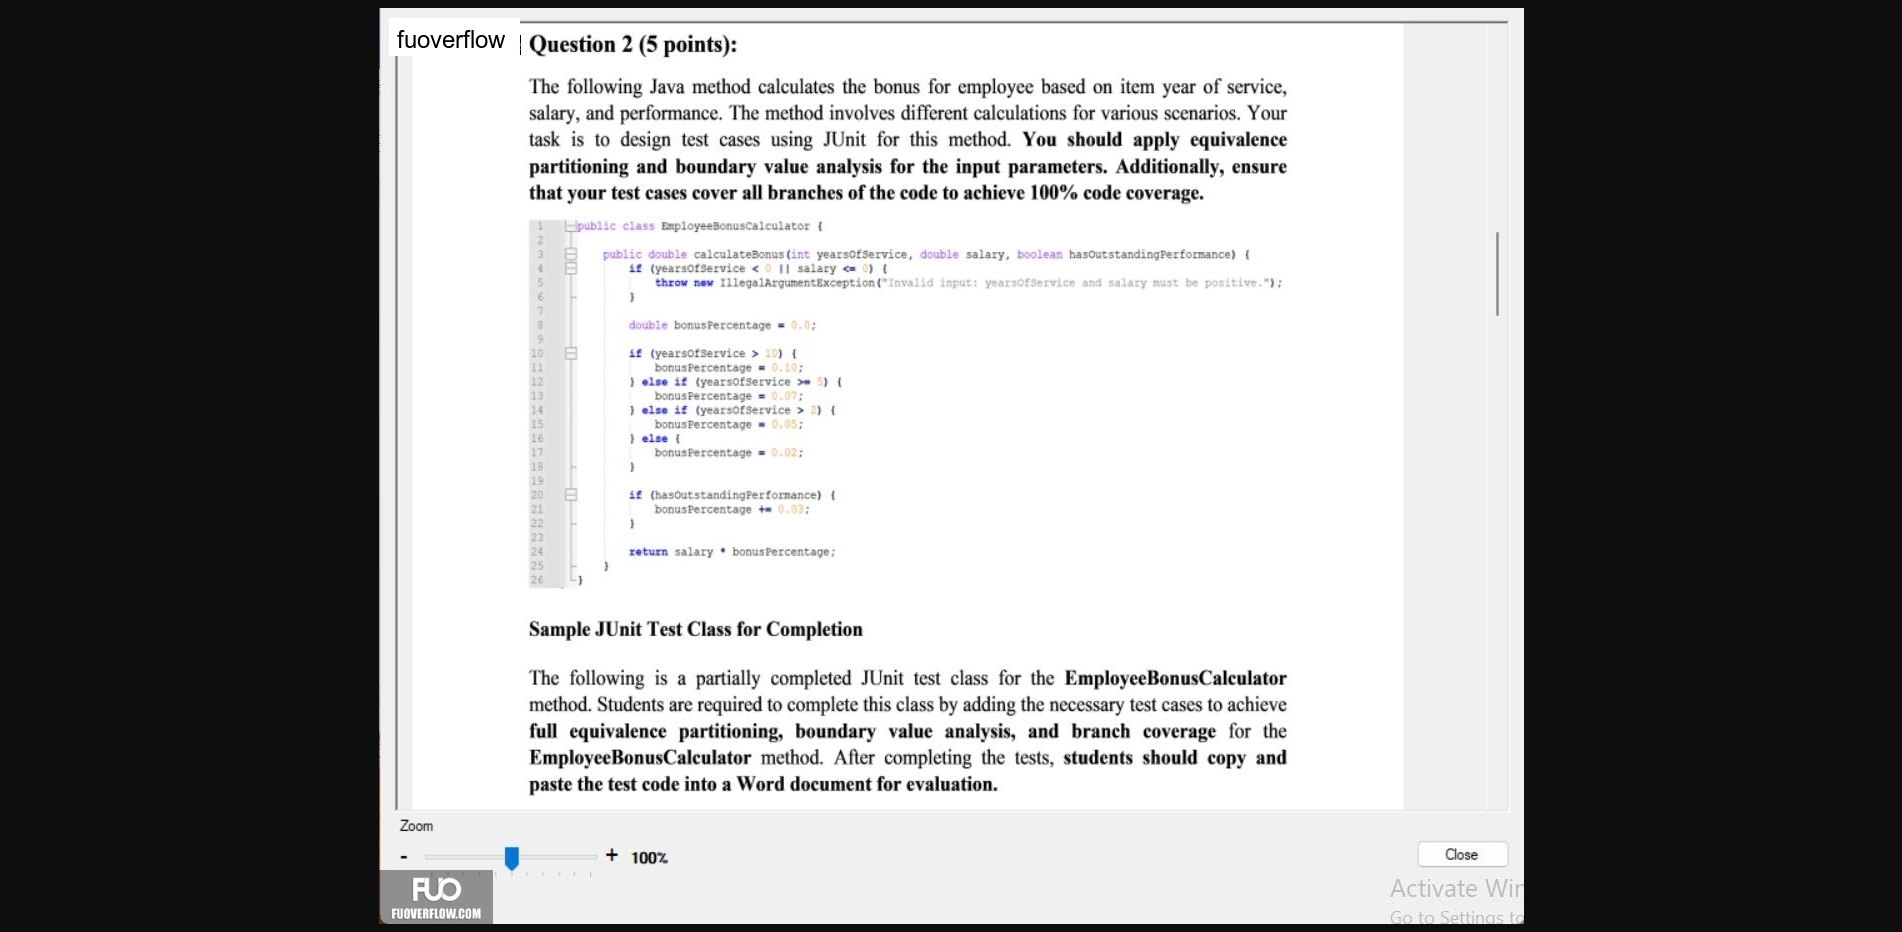 fuoverflow
Question 2 (5 points):
The following Java method calculates the bonus for employee based on item year of service,
salary, and performance. The method involves different calculations for various scenarios. Your
task is to design test cases using JUnit for this method. You should apply equivalence
partitioning and boundary value analysis for the input parameters. Additionally, ensure
that your test cases cover all branches of the code to achieve 100% code coverage.
1 public class EmployeeBonusCalculator {
2
3 public double calculateBonus(int yearsOfService, double salary, boolean hasOutstandingPerformance) {
4 if (yearsOfService < 0 || salary <= 0) {
5 throw new IllegalArgumentException("Invalid input: yearsOfService and salary must be positive.");
6 }
7
8 double bonusPercentage = 0.0;
9
10 if (yearsOfService > 10) {
11 bonusPercentage = 0.10;
12 } else if (yearsOfService >= 5) {
13 bonusPercentage = 0.07;
14 } else if (yearsOfService > 2) {
15 bonusPercentage = 0.05;
16 } else {
17 bonusPercentage = 0.02;
18 }
19
20 if (hasOutstandingPerformance) {
21 bonusPercentage += 0.03;
22 }
23
24 return salary * bonusPercentage;
25 }
26 }
Sample JUnit Test Class for Completion
The following is a partially completed JUnit test class for the EmployeeBonusCalculator
method. Students are required to complete this class by adding the necessary test cases to achieve
full equivalence partitioning, boundary value analysis, and branch coverage for the
EmployeeBonusCalculator method. After completing the tests, students should copy and
paste the test code into a Word document for evaluation.
Zoom
- + 100%
Close
FUO
FUOVERFLOW.COM
Activate Win
Go to Settings to